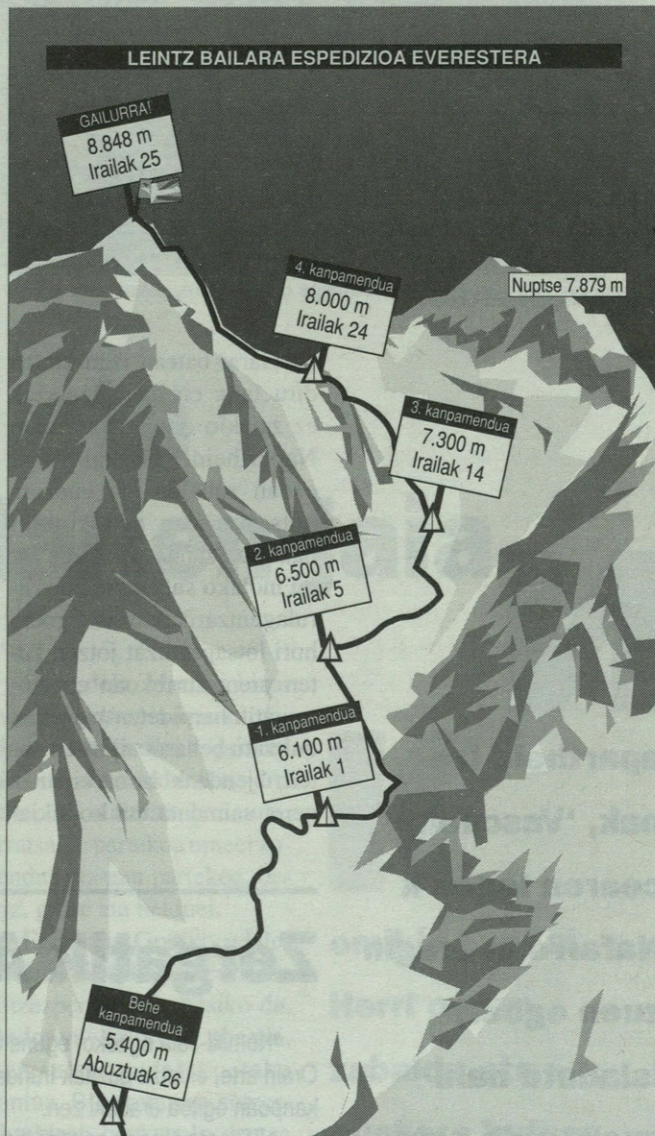 LEINTZ BAILARA ESPEDIZIOA EVERESTERA
GAILURRA!
8.848 m
Irailak 25
4. kanpamendua
8.000 m
Irailak 24
Nuptse 7.879 m
3. kanpamendua
7.300 m
Irailak 14
2. kanpamendua
6.500 m
Irailak 5
1. kanpamendua
6.100 m
Irailak 1
Behe
kanpamendua
5.400 m
Abuztuak 26